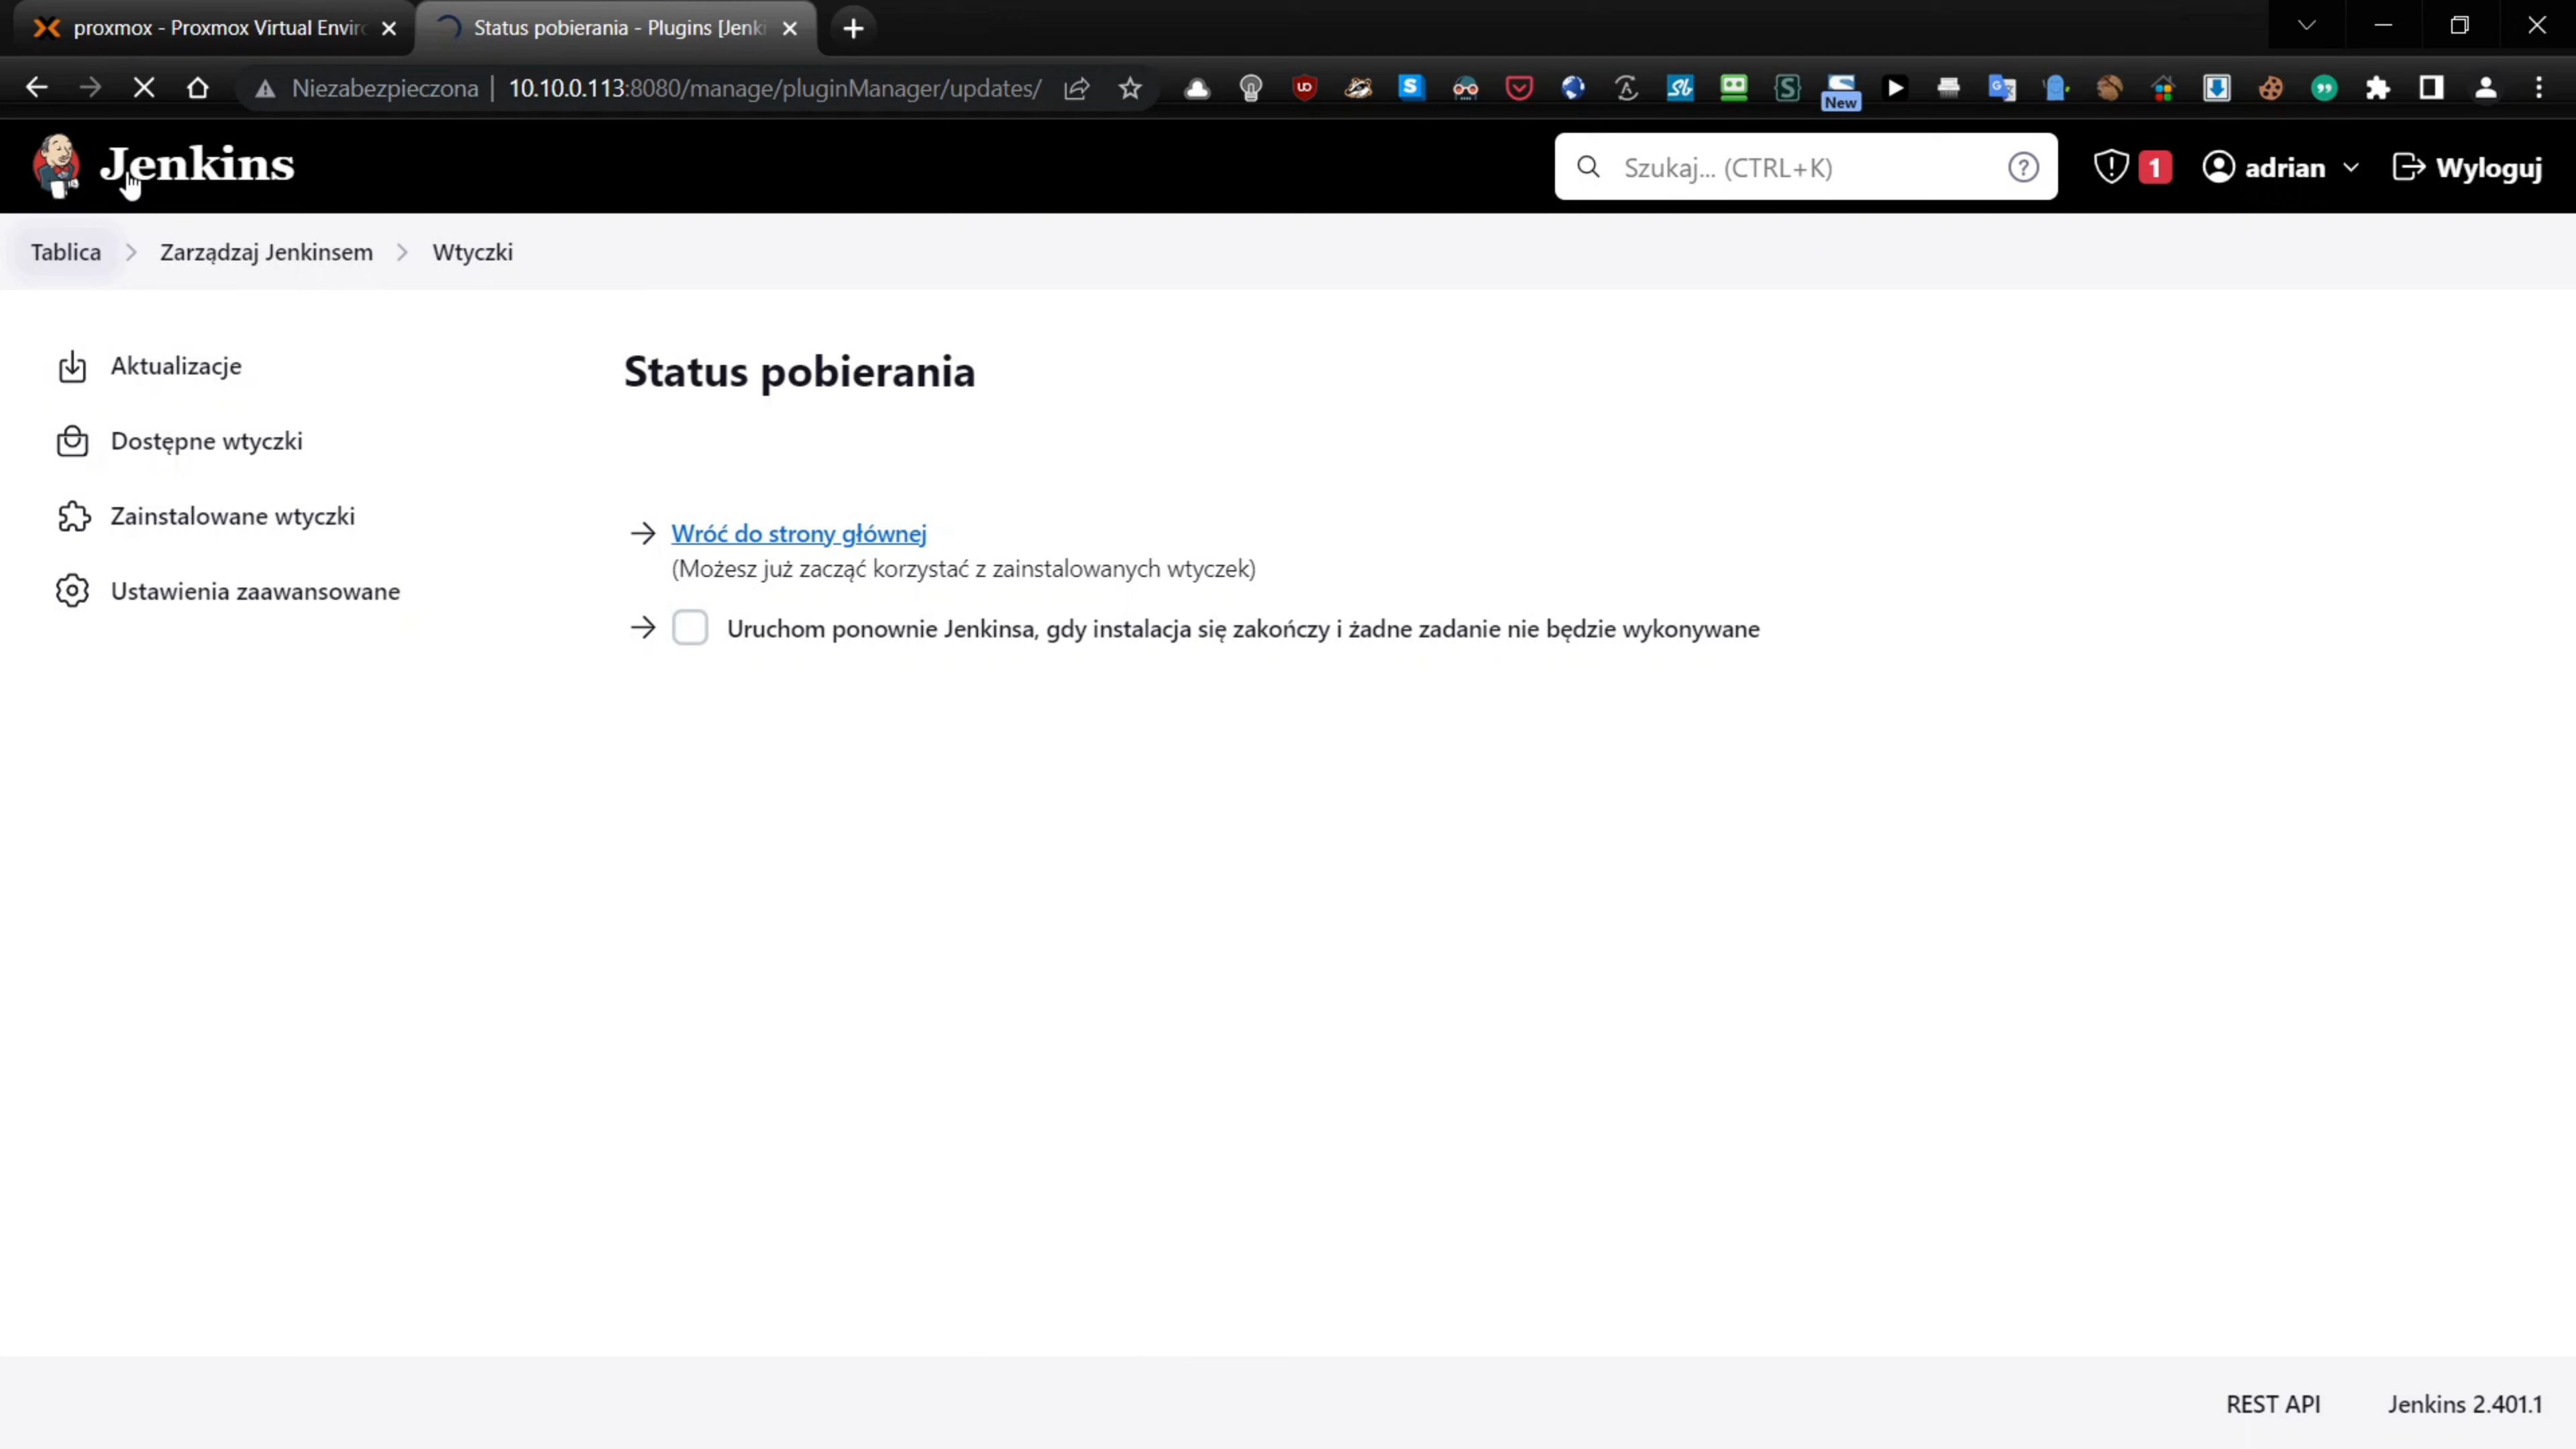 proxmox - Proxmox Virtual Enviro
Status pobierania - Plugins [Jenki
Niezabezpieczona | 10.10.0.113:8080/manage/pluginManager/updates/
New
Jenkins
Szukaj... (CTRL+K)
1
adrian
Wyloguj
Tablica
Zarządzaj Jenkinsem
Wtyczki
Aktualizacje
Dostępne wtyczki
Zainstalowane wtyczki
Ustawienia zaawansowane
Status pobierania
Wróć do strony głównej
(Możesz już zacząć korzystać z zainstalowanych wtyczek)
Uruchom ponownie Jenkinsa, gdy instalacja się zakończy i żadne zadanie nie będzie wykonywane
REST API
Jenkins 2.401.1